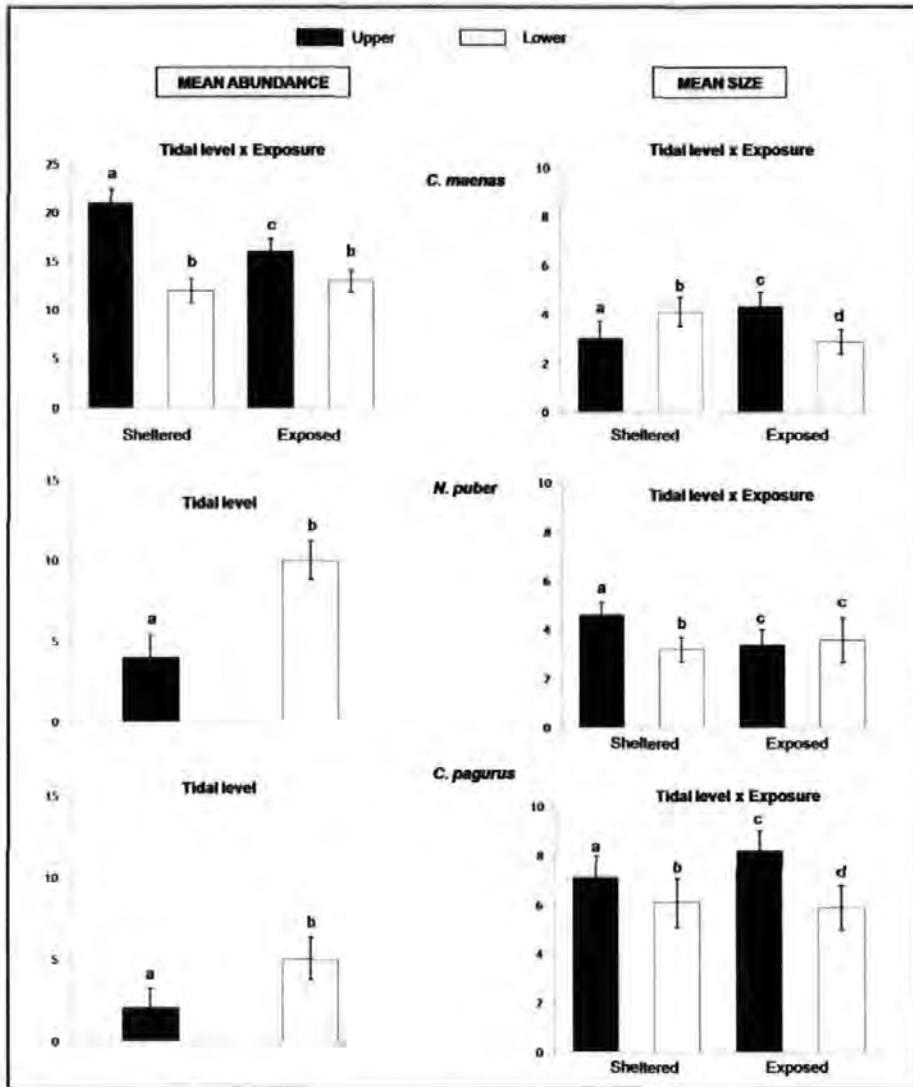 Upper Lower
MEAN ABUNDANCE MEAN SIZE
Tidal level x Exposure
25
20
15
10
5
0
a
b
c
b
Sheltered Exposed
C. maenas
Tidal level x Exposure
10
8
6
4
2
0
a
b
c
d
Sheltered Exposed
Tidal level
15
10
5
0
a
b
N. puber
Tidal level x Exposure
10
8
6
4
2
0
a
b
c
c
Sheltered Exposed
Tidal level
15
10
5
0
a
b
C. pagurus
Tidal level x Exposure
10
8
6
4
2
0
a
b
c
d
Sheltered Exposed